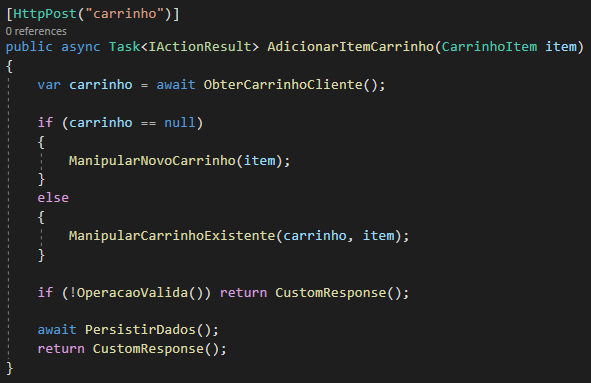 [HttpPost("carrinho")]
0 references
public async Task<IActionResult> AdicionarItemCarrinho(CarrinhoItem item)
{
    var carrinho = await ObterCarrinhoCliente();

    if (carrinho == null)
    {
        ManipularNovoCarrinho(item);
    }
    else
    {
        ManipularCarrinhoExistente(carrinho, item);
    }

    if (!OperacaoValida()) return CustomResponse();

    await PersistirDados();
    return CustomResponse();
}